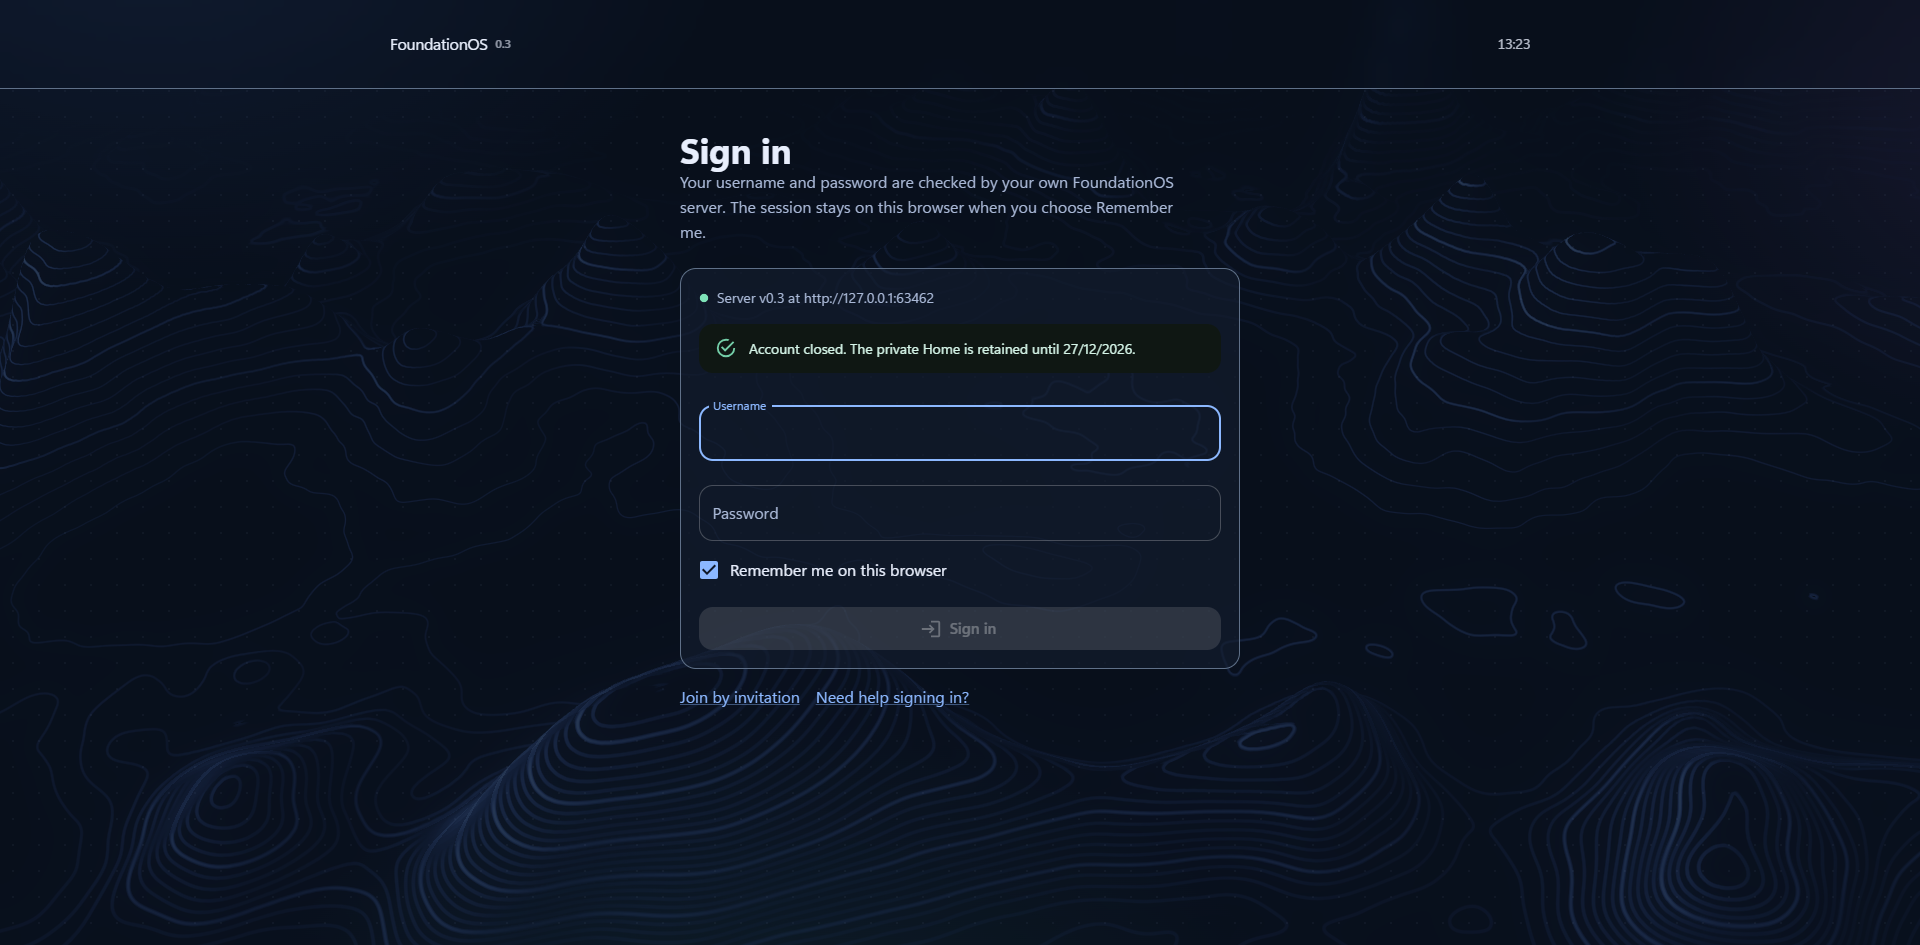 FoundationOS 0.3
13:23
Sign in
Your username and password are checked by your own FoundationOS
server. The session stays on this browser when you choose Remember
me.
Server v0.3 at http://127.0.0.1:63462
Account closed. The private Home is retained until 27/12/2026.
Username
Password
Remember me on this browser
Sign in
Join by invitation Need help signing in?